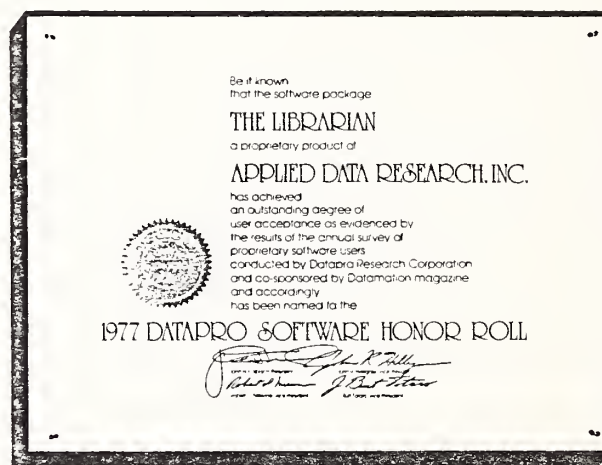 Be it known
that the software package
THE LIBRARIAN
a proprietary product of
APPLIED DATA RESEARCH, INC.
has achieved
an outstanding degree of
user acceptance as evidenced by
the results of the annual survey of
proprietary software users
conducted by Datapro Research Corporation
and co-sponsored by Datamation magazine
and accordingly
has been named to the
1977 DATAPRO SOFTWARE HONOR ROLL